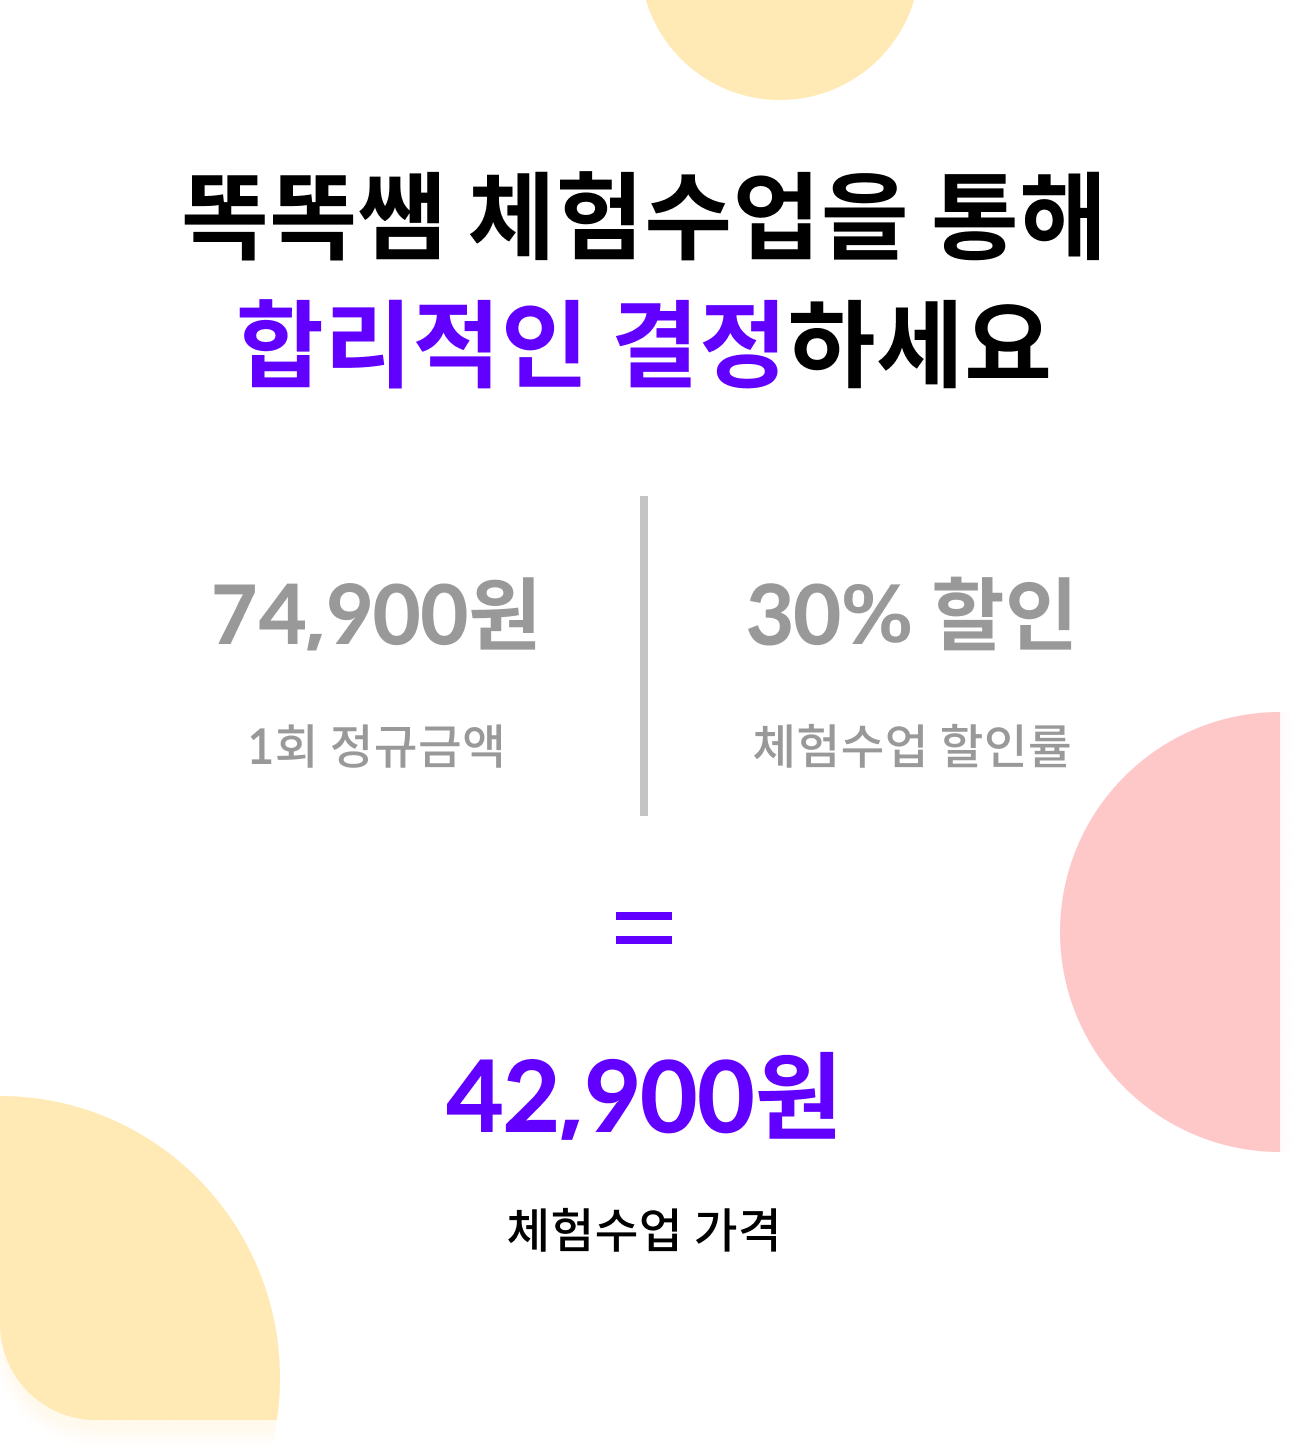 똑똑쌤 체험수업을 통해
합리적인 결정하세요
74,900원
1회 정규금액
30% 할인
체험수업 할인률
=
42,900원
체험수업 가격